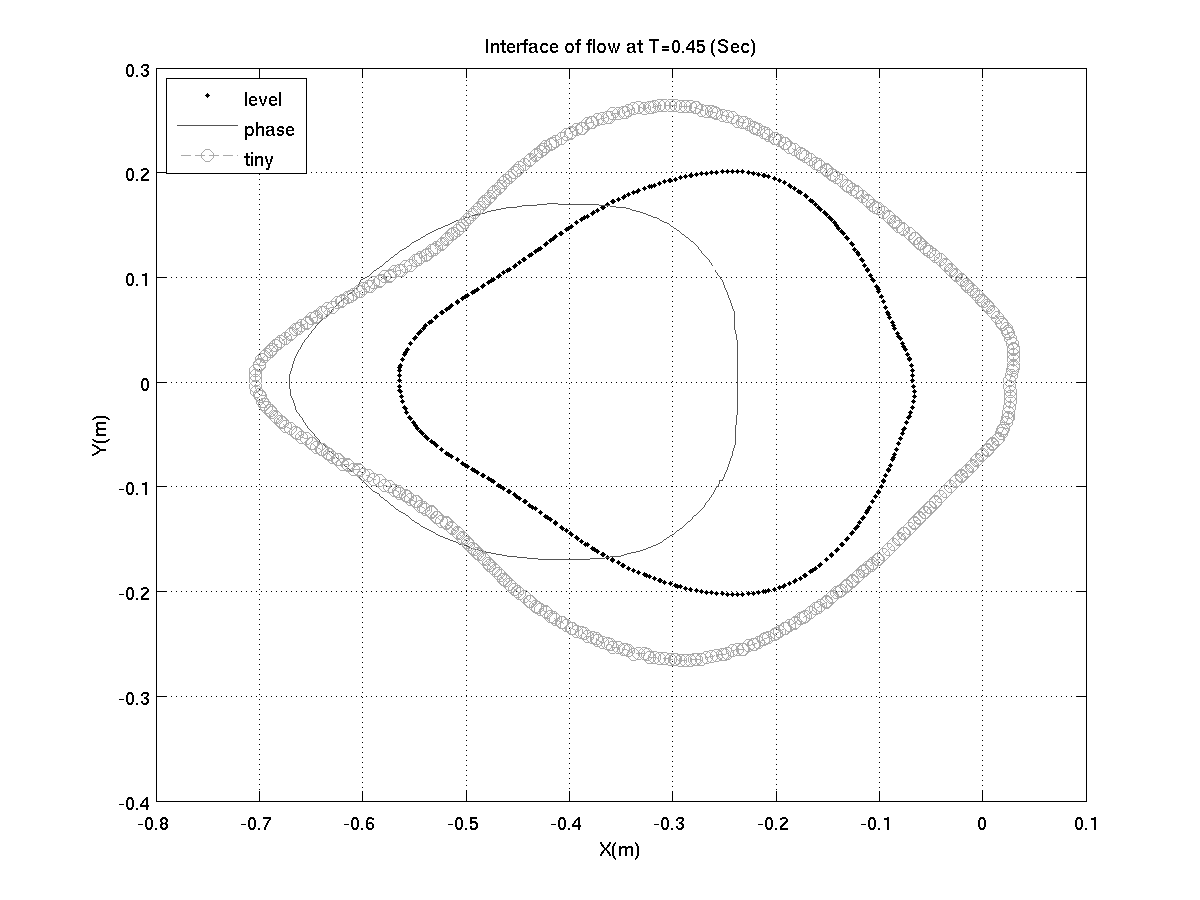 Interface of flow at T=0.45 (Sec)
level
phase
tiny
0.3
0.2
0.1
0
-0.1
-0.2
-0.3
-0.4
Y(m)
-0.8 -0.7 -0.6 -0.5 -0.4 -0.3 -0.2 -0.1 0 0.1
X(m)